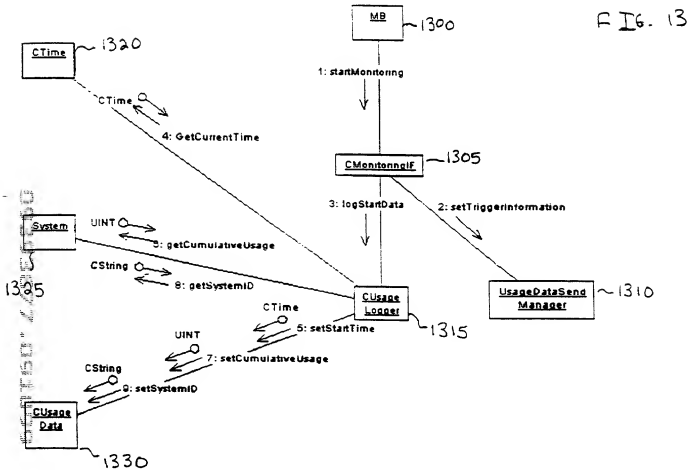 FIG. 13
MB
1300
CTime
1320
1: startMonitoring
CTime
4: GetCurrentTime
CMonitoringIF
1305
3: logStartData
2: setTriggerInformation
System
1325
UINT
6: getCumulativeUsage
CString
8: getSystemID
UsageDataSend
Manager
1310
CUsage
Logger
1315
CTime
5: setStartTime
UINT
7: setCumulativeUsage
CString
9: setSystemID
CUsage
Data
1330